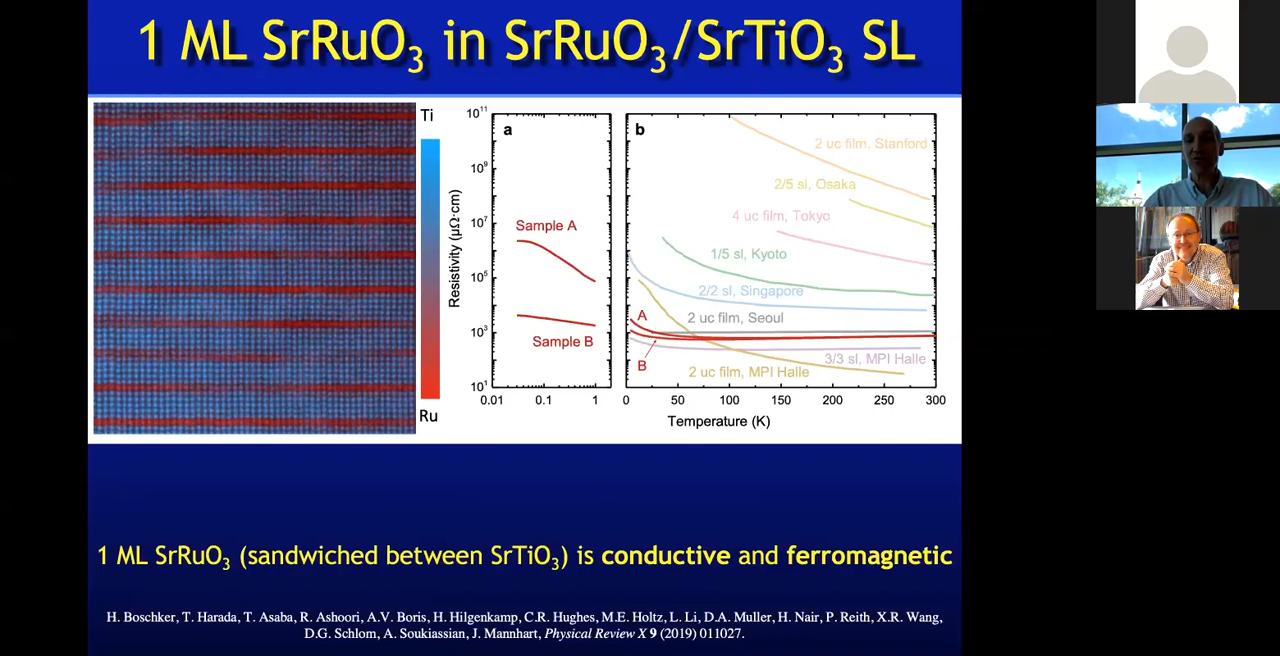 1 ML SrRuO₃ in SrRuO₃/SrTiO₃ SL
Ti
Ru
Resistivity (μΩ·cm)
10¹¹
10⁹
10⁷
10⁵
10³
10¹
a
Sample A
Sample B
0.01 0.1 1
b
2 uc film, Stanford
2/5 sl, Osaka
4 uc film, Tokyo
1/5 sl, Kyoto
2/2 sl, Singapore
A
2 uc film, Seoul
3/3 sl, MPI Halle
B
2 uc film, MPI Halle
0 50 100 150 200 250 300
Temperature (K)
1 ML SrRuO₃ (sandwiched between SrTiO₃) is conductive and ferromagnetic
H. Boschker, T. Harada, T. Asaba, R. Ashoori, A.V. Boris, H. Hilgenkamp, C.R. Hughes, M.E. Holtz, L. Li, D.A. Muller, H. Nair, P. Reith, X.R. Wang,
D.G. Schlom, A. Soukiassian, J. Mannhart, Physical Review X 9 (2019) 011027.